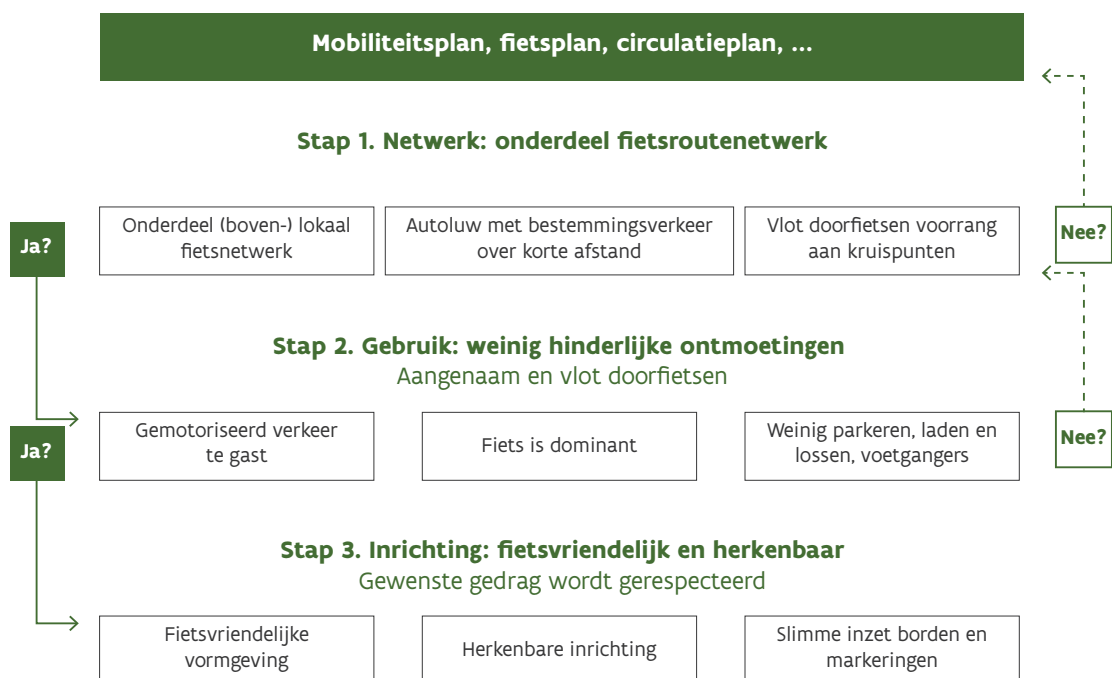 Mobiliteitsplan, fietsplan, circulatieplan, ...
Stap 1. Netwerk: onderdeel fietsroutenetwerk
Ja?
Onderdeel (boven-) lokaal
fietsnetwerk
Autoluw met bestemmingsverkeer
over korte afstand
Vlot doorfietsen voorrang
aan kruispunten
Nee?
Stap 2. Gebruik: weinig hinderlijke ontmoetingen
Aangenaam en vlot doorfietsen
Ja?
Gemotoriseerd verkeer
te gast
Fiets is dominant
Weinig parkeren, laden en
lossen, voetgangers
Nee?
Stap 3. Inrichting: fietsvriendelijk en herkenbaar
Gewenste gedrag wordt gerespecteerd
Fietsvriendelijke
vormgeving
Herkenbare inrichting
Slimme inzet borden en
markeringen